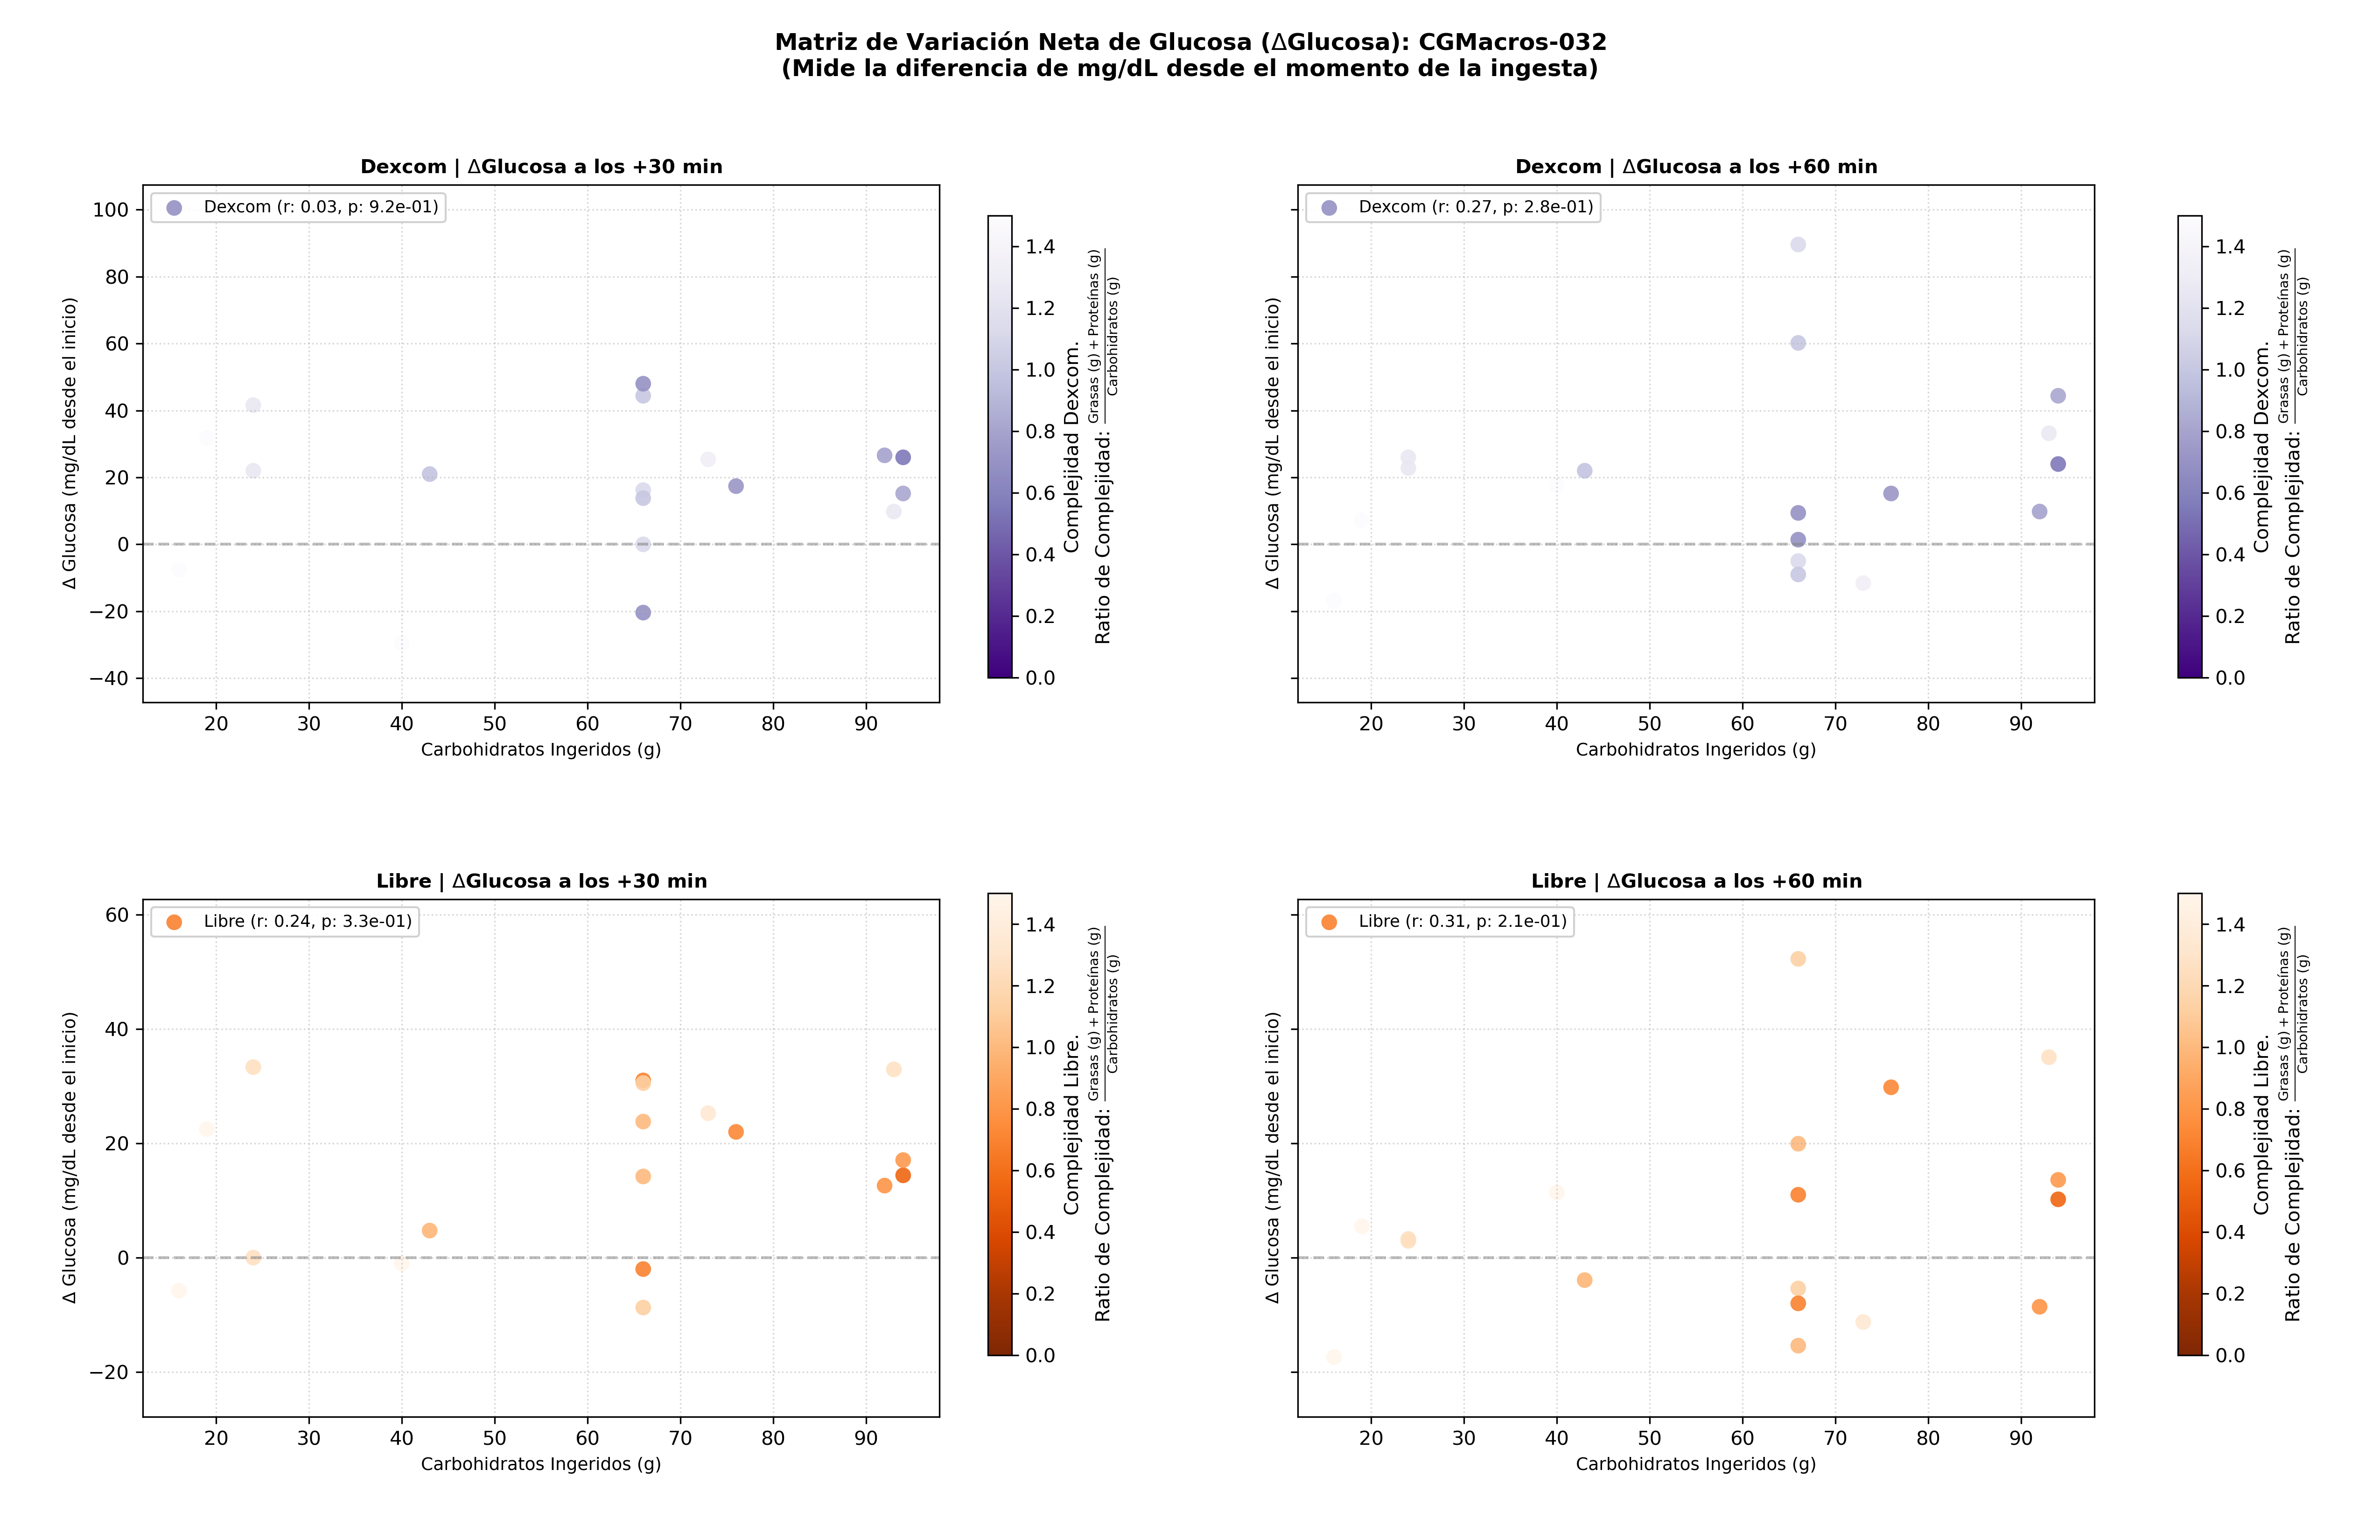 Matriz de Variación Neta de Glucosa (ΔGlucosa): CGMacros-032
(Mide la diferencia de mg/dL desde el momento de la ingesta)
Dexcom | ΔGlucosa a los +30 min
Dexcom (r: 0.03, p: 9.2e-01)
Δ Glucosa (mg/dL desde el inicio)
100
80
60
40
20
0
−20
−40
20 30 40 50 60 70 80 90
Carbohidratos Ingeridos (g)
1.4
1.2
1.0
0.8
0.6
0.4
0.2
0.0
Complejidad Dexcom.
Ratio de Complejidad: Grasas (g) + Proteínas (g)
Carbohidratos (g)
Dexcom | ΔGlucosa a los +60 min
Dexcom (r: 0.27, p: 2.8e-01)
Δ Glucosa (mg/dL desde el inicio)
20 30 40 50 60 70 80 90
Carbohidratos Ingeridos (g)
1.4
1.2
1.0
0.8
0.6
0.4
0.2
0.0
Complejidad Dexcom.
Ratio de Complejidad: Grasas (g) + Proteínas (g)
Carbohidratos (g)
Libre | ΔGlucosa a los +30 min
Libre (r: 0.24, p: 3.3e-01)
Δ Glucosa (mg/dL desde el inicio)
60
40
20
0
−20
20 30 40 50 60 70 80 90
Carbohidratos Ingeridos (g)
1.4
1.2
1.0
0.8
0.6
0.4
0.2
0.0
Complejidad Libre.
Ratio de Complejidad: Grasas (g) + Proteínas (g)
Carbohidratos (g)
Libre | ΔGlucosa a los +60 min
Libre (r: 0.31, p: 2.1e-01)
Δ Glucosa (mg/dL desde el inicio)
20 30 40 50 60 70 80 90
Carbohidratos Ingeridos (g)
1.4
1.2
1.0
0.8
0.6
0.4
0.2
0.0
Complejidad Libre.
Ratio de Complejidad: Grasas (g) + Proteínas (g)
Carbohidratos (g)